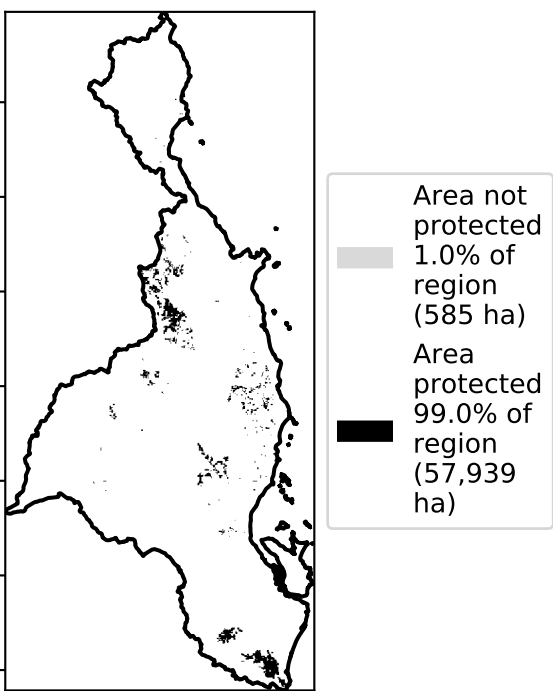 Area not
protected
1.0% of
region
(585 ha)
Area
protected
99.0% of
region
(57,939
ha)